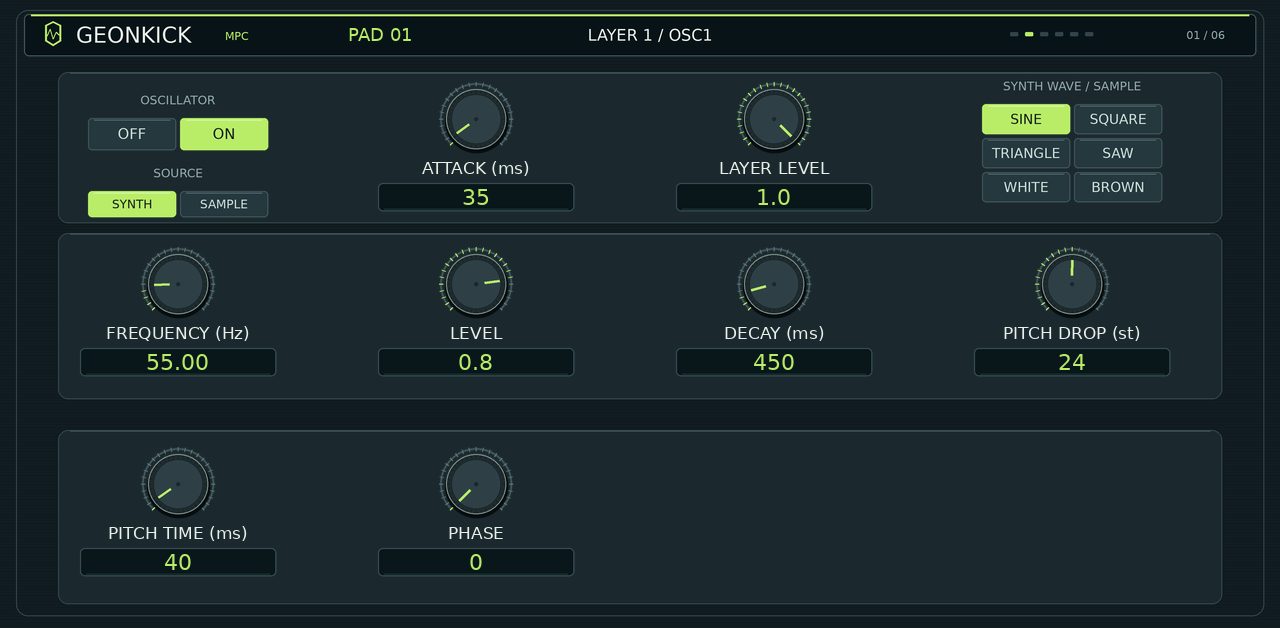 GEONKICK MPC PAD 01 LAYER 1 / OSC1 01 / 06
OSCILLATOR
OFF ON
SOURCE
SYNTH SAMPLE
ATTACK (ms)
35
LAYER LEVEL
1.0
SYNTH WAVE / SAMPLE
SINE SQUARE
TRIANGLE SAW
WHITE BROWN
FREQUENCY (Hz)
55.00
LEVEL
0.8
DECAY (ms)
450
PITCH DROP (st)
24
PITCH TIME (ms)
40
PHASE
0